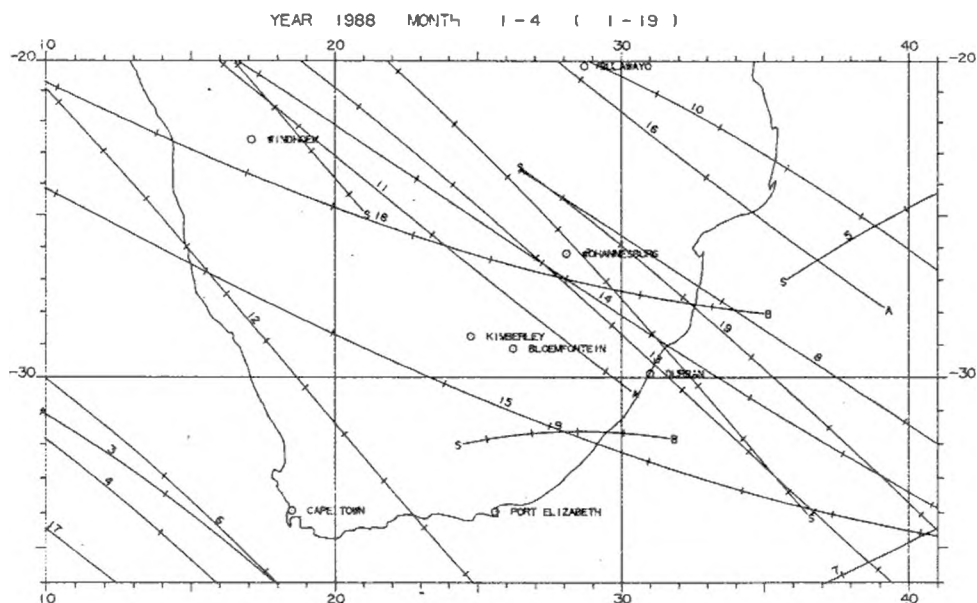 YEAR 1988 MONTH 1-4 ( 1-19 )
10 20 30 40
-20 -20
10
16
WINDHOEK
S
11
S 18
5
S
JOHANNESBURG
14
B
A
12
19
KIMBERLEY
8
BLOEMFONTEIN
13
-30 DURBAN -30
A
15
9
S B
3
4
6
S
CAPE TOWN PORT ELIZABETH
17
7
10 20 30 40